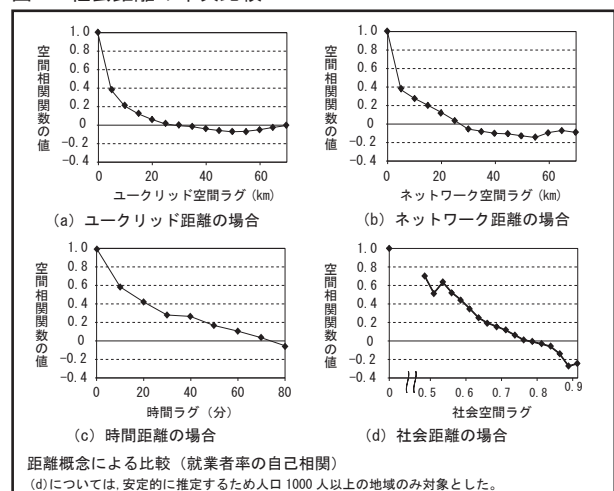 1.0
0.8
0.6
0.4
0.2
0
-0.2
-0.4
空間相関関数の値
0 20 40 60
ユークリッド空間ラグ (km)
(a) ユークリッド距離の場合
1.0
0.8
0.6
0.4
0.2
0
-0.2
-0.4
空間相関関数の値
0 20 40 60
ネットワーク空間ラグ (km)
(b) ネットワーク距離の場合
1.0
0.8
0.6
0.4
0.2
0
-0.2
-0.4
空間相関関数の値
0 20 40 60 80
時間ラグ (分)
(c) 時間距離の場合
1.0
0.8
0.6
0.4
0.2
0
-0.2
-0.4
空間相関関数の値
0 0.5 0.6 0.7 0.8 0.9
社会空間ラグ
(d) 社会距離の場合
距離概念による比較 (就業者率の自己相関)
(d)については, 安定的に推定するため人口 1000 人以上の地域のみ対象とした。